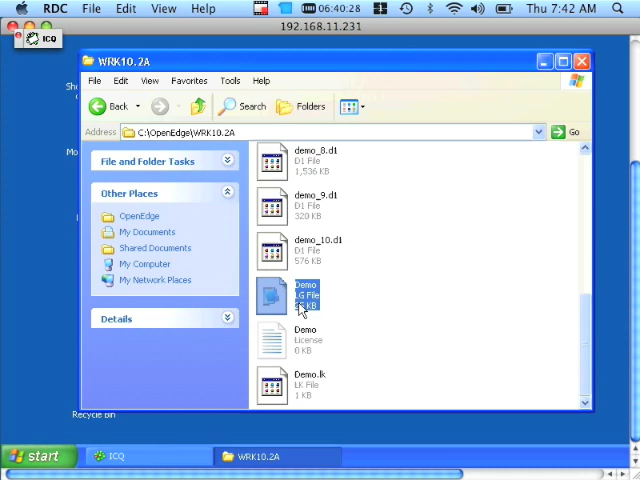 RDC File Edit View Window Help 06:40:28 Thu 7:42 AM
192.168.11.231
ICQ
WRK10.2A
File Edit View Favorites Tools Help
Back Search Folders
Address C:\OpenEdge\WRK10.2A Go
File and Folder Tasks
Other Places
OpenEdge
My Documents
Shared Documents
My Computer
My Network Places
Details
demo_8.d1
D1 File
1,536 KB
demo_9.d1
D1 File
320 KB
demo_10.d1
D1 File
576 KB
Demo
LG File
KB
Demo
License
0 KB
Demo.lk
LK File
1 KB
Recycle Bin
start ICQ WRK10.2A